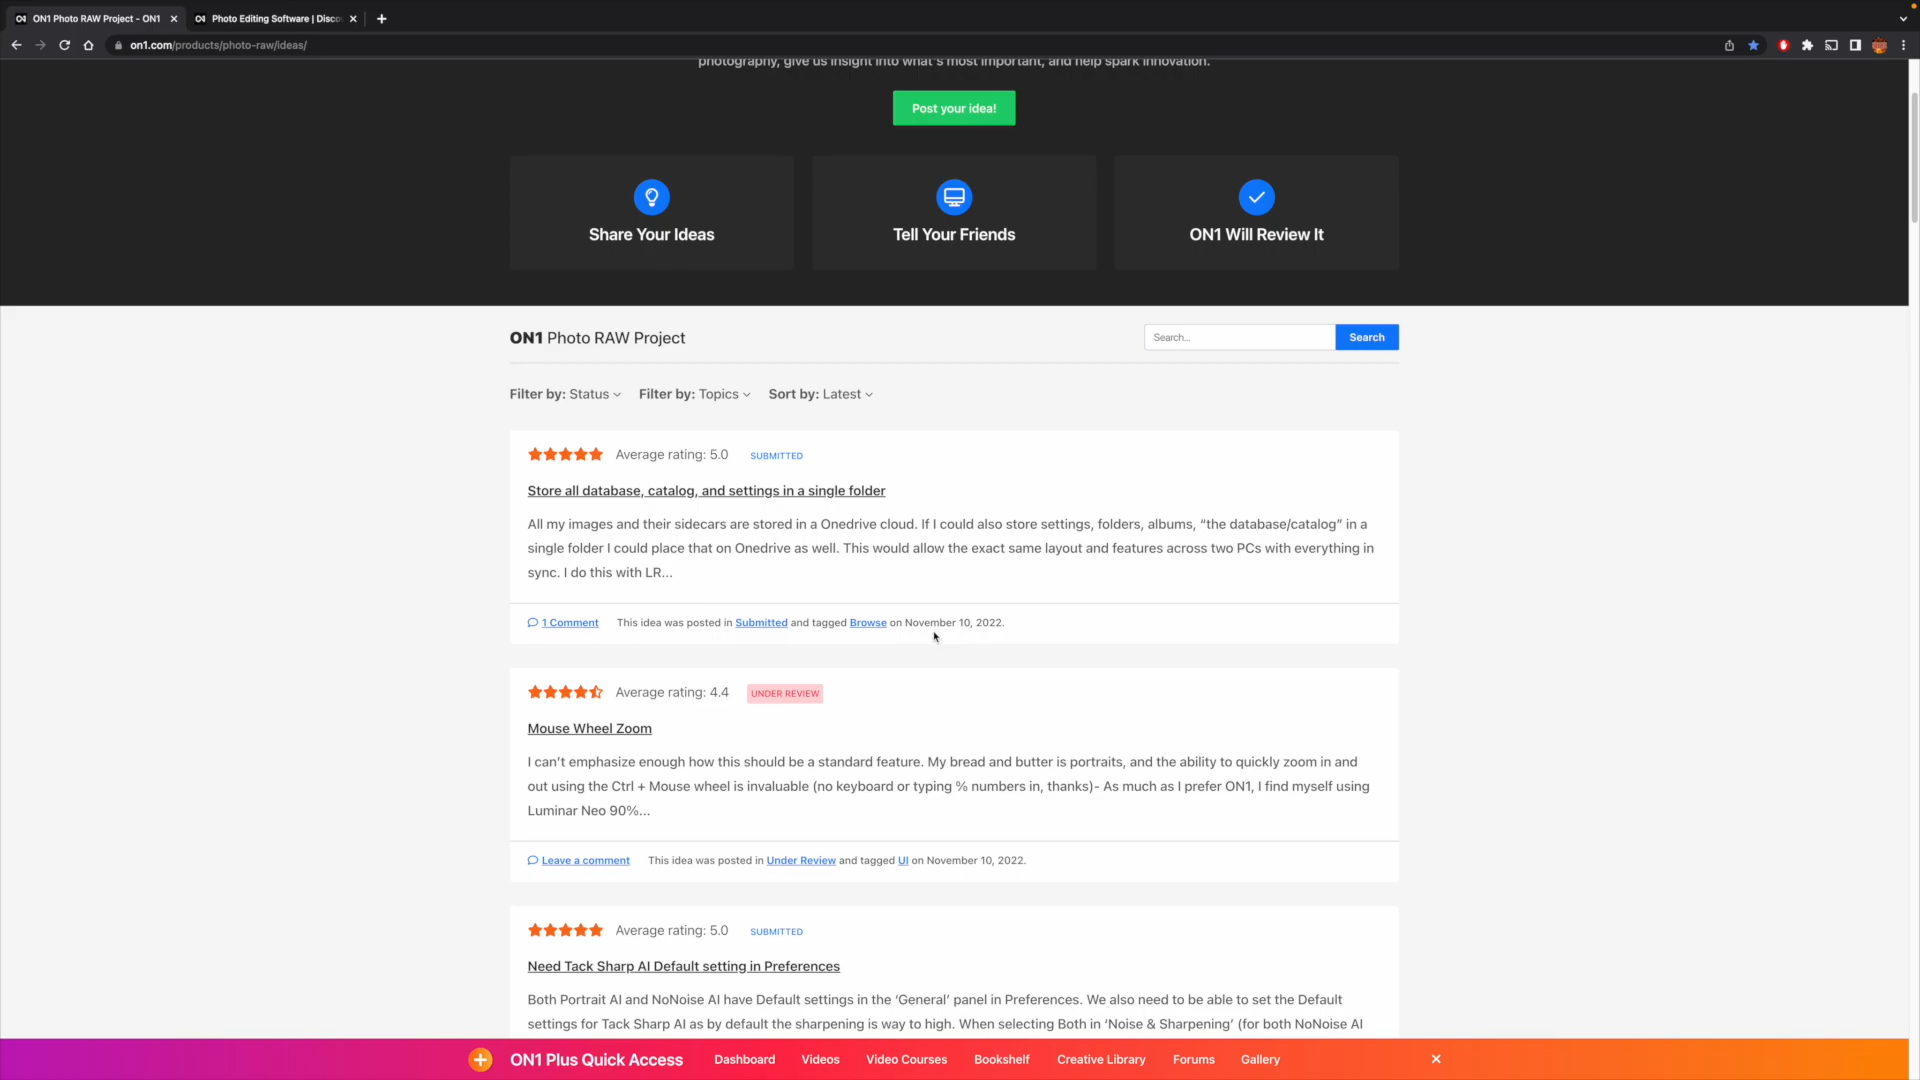 ON1 Photo RAW Project - ON1
Photo Editing Software | Disco
on1.com/products/photo-raw/ideas/
photography, give us insight into what's most important, and help spark innovation.
Post your idea!
Share Your Ideas
Tell Your Friends
ON1 Will Review It
ON1 Photo RAW Project
Search...
Search
Filter by: Status
Filter by: Topics
Sort by: Latest
Average rating: 5.0 SUBMITTED
Store all database, catalog, and settings in a single folder
All my images and their sidecars are stored in a Onedrive cloud. If I could also store settings, folders, albums, “the database/catalog” in a
single folder I could place that on Onedrive as well. This would allow the exact same layout and features across two PCs with everything in
sync. I do this with LR...
1 Comment This idea was posted in Submitted and tagged Browse on November 10, 2022.
Average rating: 4.4 UNDER REVIEW
Mouse Wheel Zoom
I can’t emphasize enough how this should be a standard feature. My bread and butter is portraits, and the ability to quickly zoom in and
out using the Ctrl + Mouse wheel is invaluable (no keyboard or typing % numbers in, thanks)- As much as I prefer ON1, I find myself using
Luminar Neo 90%...
Leave a comment This idea was posted in Under Review and tagged UI on November 10, 2022.
Average rating: 5.0 SUBMITTED
Need Tack Sharp AI Default setting in Preferences
Both Portrait AI and NoNoise AI have Default settings in the ‘General’ panel in Preferences. We also need to be able to set the Default
settings for Tack Sharp AI as by default the sharpening is way to high. When selecting Both in ‘Noise & Sharpening’ (for both NoNoise AI
ON1 Plus Quick Access
Dashboard
Videos
Video Courses
Bookshelf
Creative Library
Forums
Gallery